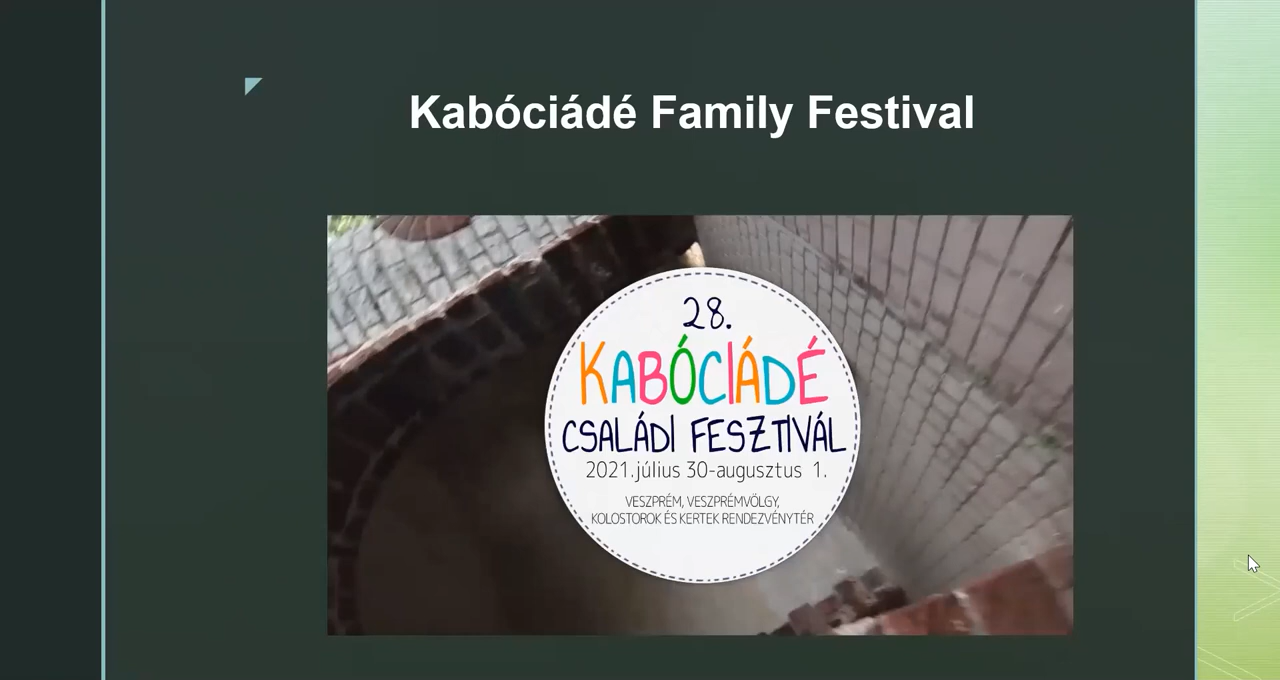 Kabóciádé Family Festival
28.
KABÓCIÁDÉ
CSALÁDI FESZTIVÁL
2021.július 30-augusztus 1.
VESZPRÉM, VESZPRÉMVÖLGY,
KOLOSTOROK ÉS KERTEK RENDEZVÉNYTÉR